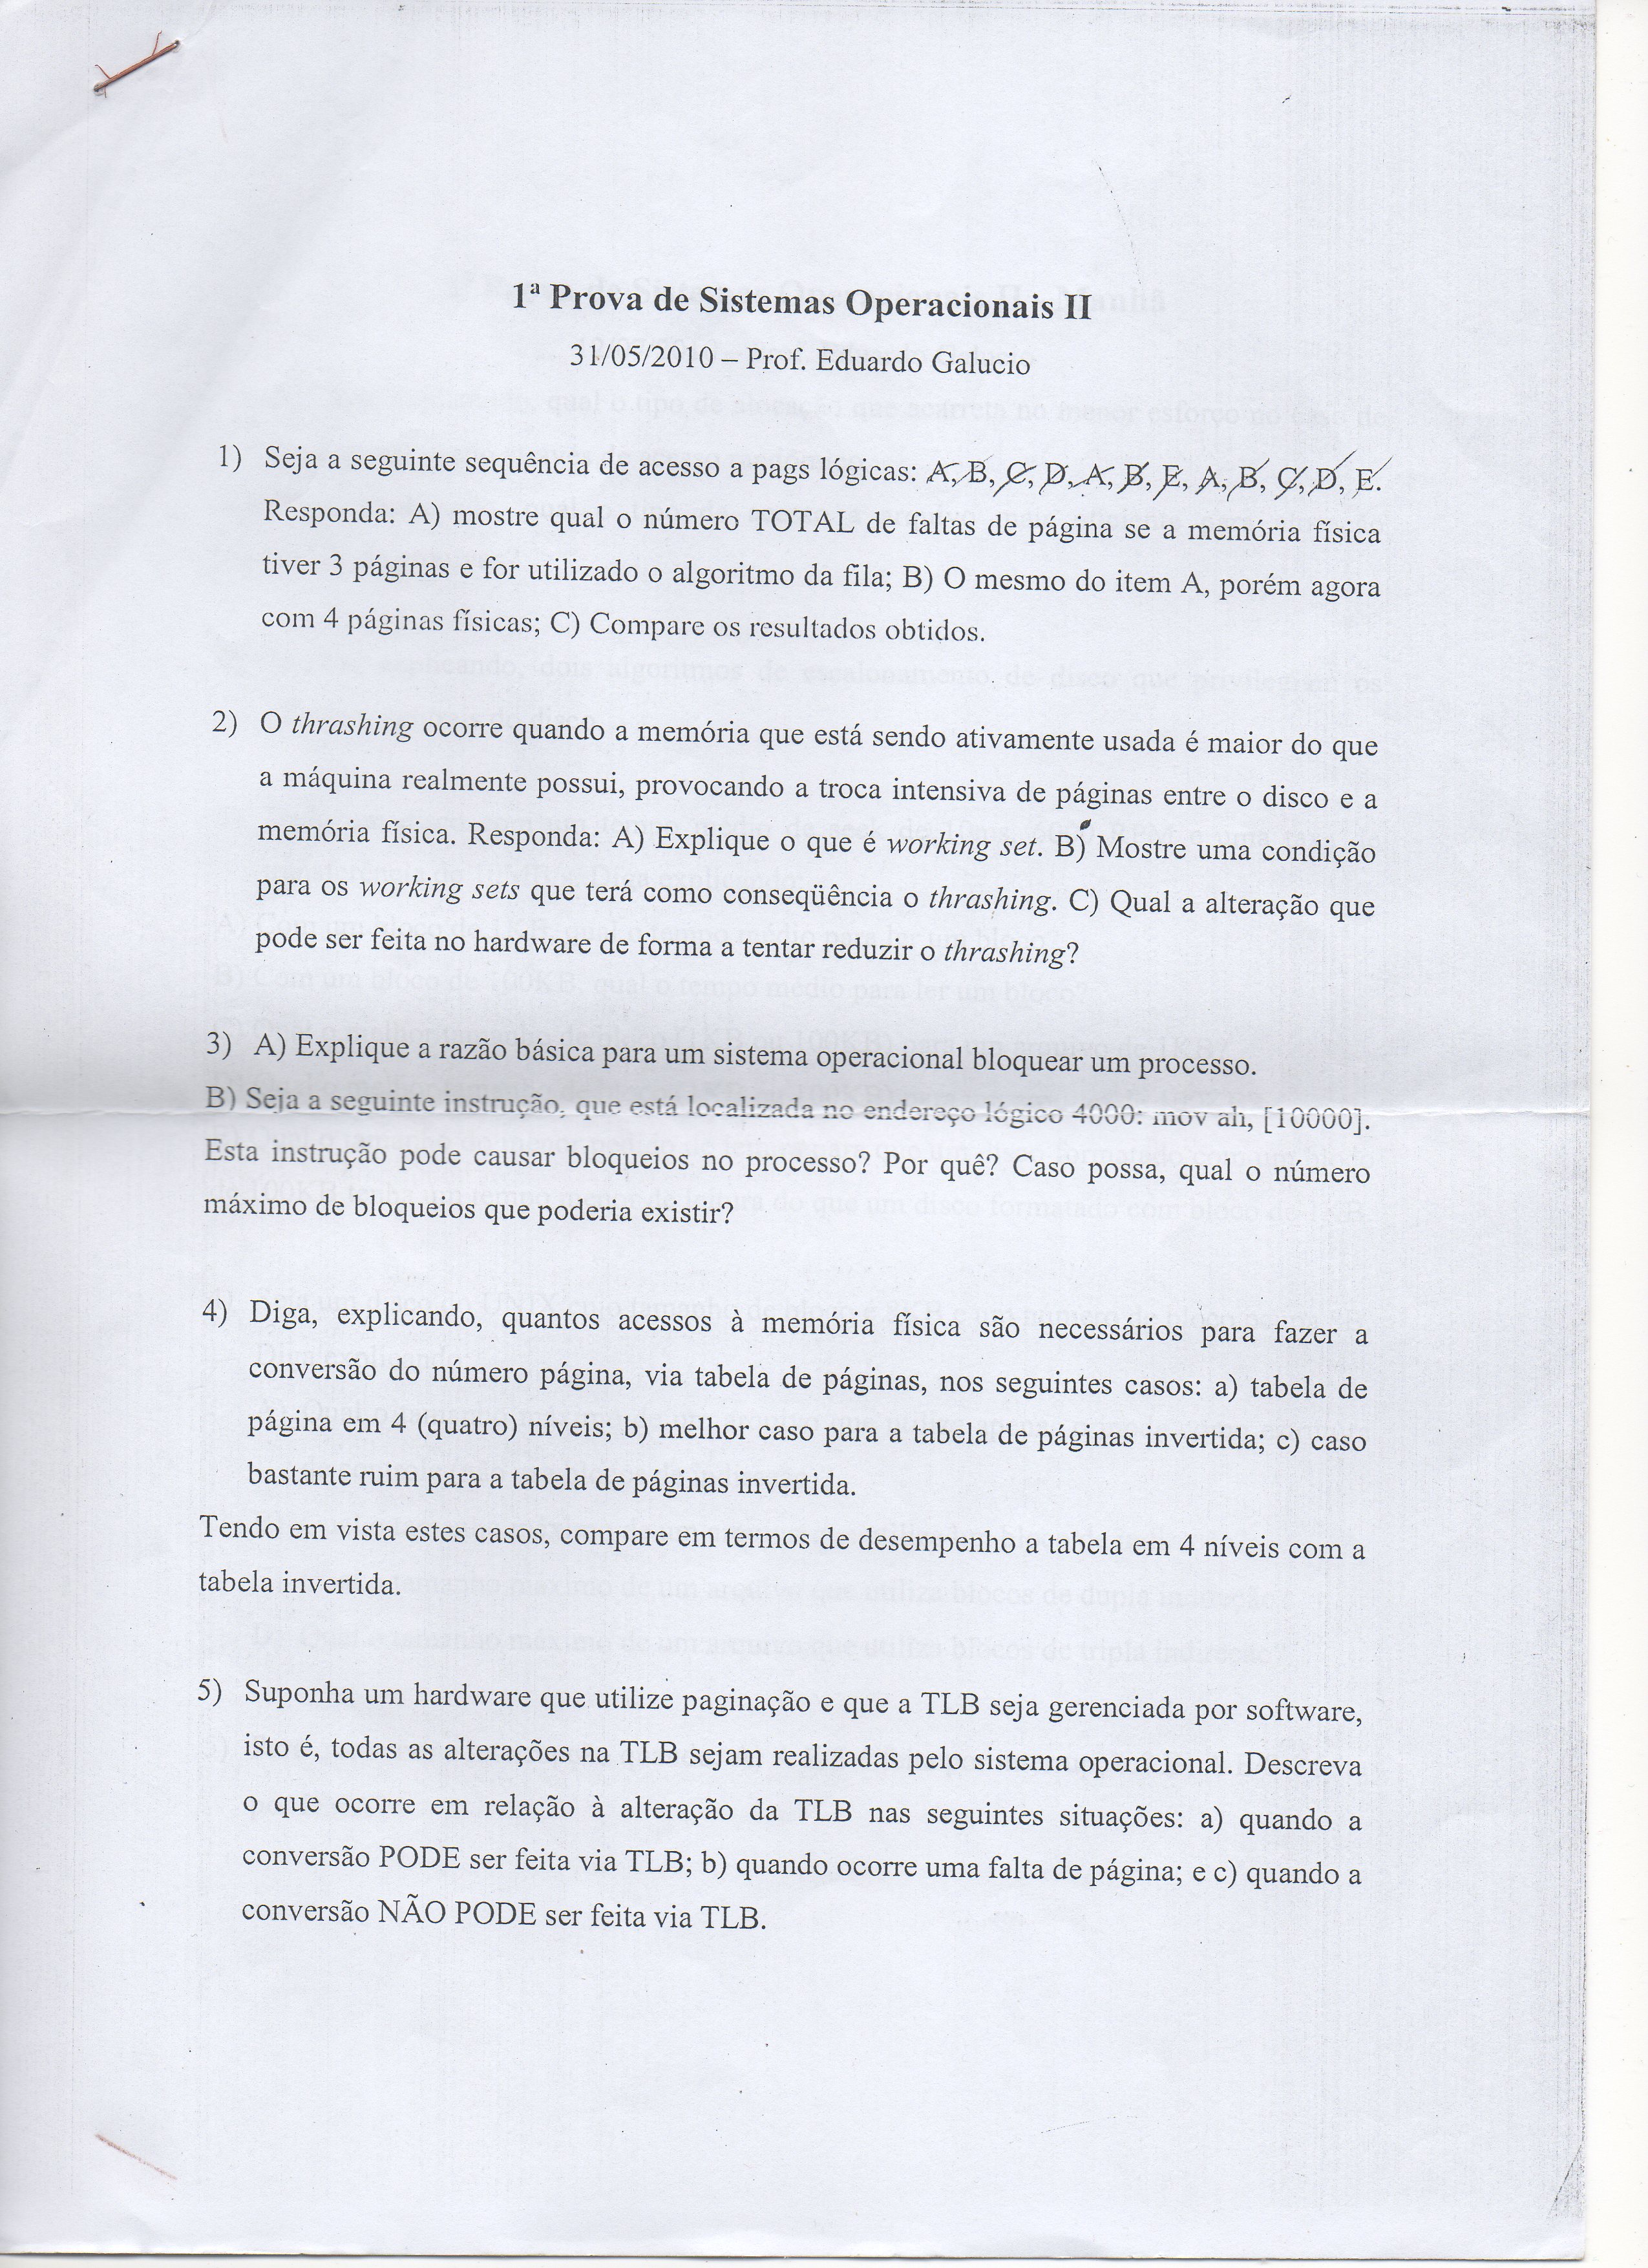 1ª Prova de Sistemas Operacionais II
31/05/2010 – Prof. Eduardo Galucio
1) Seja a seguinte sequência de acesso a pags lógicas: A, B, C, D, A, B, E, A, B, C, D, E.
Responda: A) mostre qual o número TOTAL de faltas de página se a memória física
tiver 3 páginas e for utilizado o algoritmo da fila; B) O mesmo do item A, porém agora
com 4 páginas físicas; C) Compare os resultados obtidos.
2) O thrashing ocorre quando a memória que está sendo ativamente usada é maior do que
a máquina realmente possui, provocando a troca intensiva de páginas entre o disco e a
memória física. Responda: A) Explique o que é working set. B) Mostre uma condição
para os working sets que terá como conseqüência o thrashing. C) Qual a alteração que
pode ser feita no hardware de forma a tentar reduzir o thrashing?
3) A) Explique a razão básica para um sistema operacional bloquear um processo.
B) Seja a seguinte instrução, que está localizada no endereço lógico 4000: mov ah, [10000].
Esta instrução pode causar bloqueios no processo? Por quê? Caso possa, qual o número
máximo de bloqueios que poderia existir?
4) Diga, explicando, quantos acessos à memória física são necessários para fazer a
conversão do número página, via tabela de páginas, nos seguintes casos: a) tabela de
página em 4 (quatro) níveis; b) melhor caso para a tabela de páginas invertida; c) caso
bastante ruim para a tabela de páginas invertida.
Tendo em vista estes casos, compare em termos de desempenho a tabela em 4 níveis com a
tabela invertida.
5) Suponha um hardware que utilize paginação e que a TLB seja gerenciada por software,
isto é, todas as alterações na TLB sejam realizadas pelo sistema operacional. Descreva
o que ocorre em relação à alteração da TLB nas seguintes situações: a) quando a
conversão PODE ser feita via TLB; b) quando ocorre uma falta de página; e c) quando a
conversão NÃO PODE ser feita via TLB.